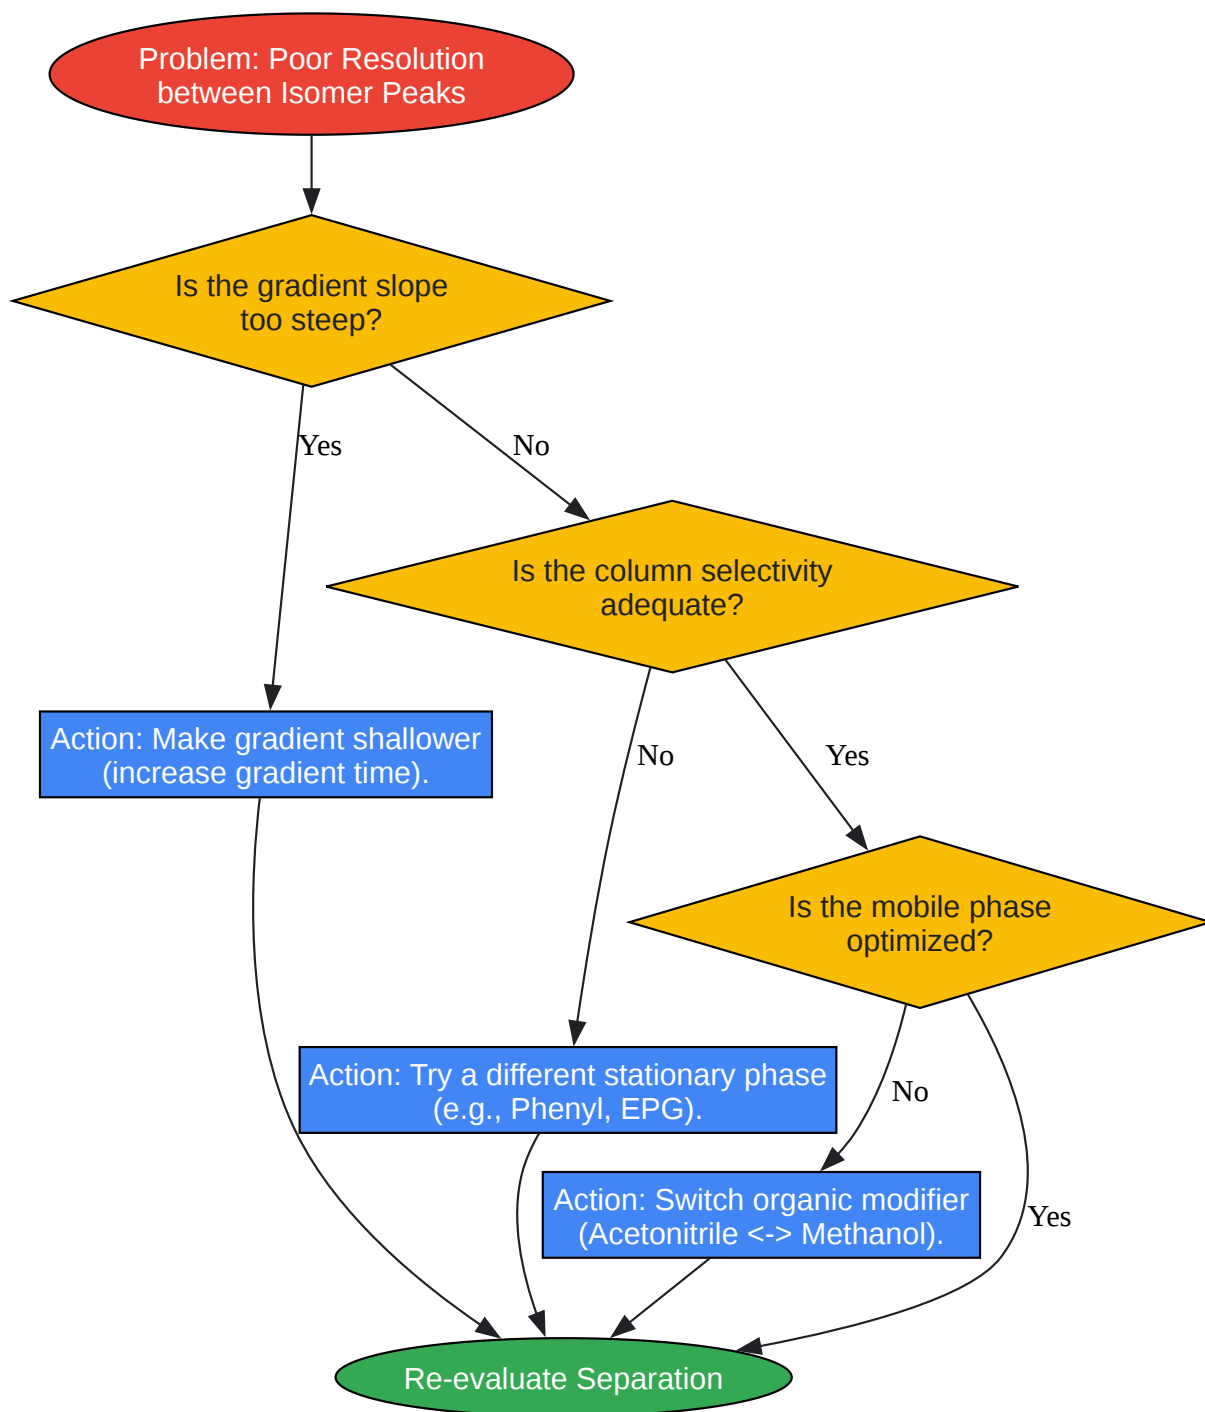 Problem: Poor Resolution
between Isomer Peaks
Is the gradient slope
too steep?
Yes
No
Is the column selectivity
adequate?
Action: Make gradient shallower
(increase gradient time).
No
Yes
Is the mobile phase
optimized?
Action: Try a different stationary phase
(e.g., Phenyl, EPG).
No
Action: Switch organic modifier
(Acetonitrile <-> Methanol).
Yes
Re-evaluate Separation